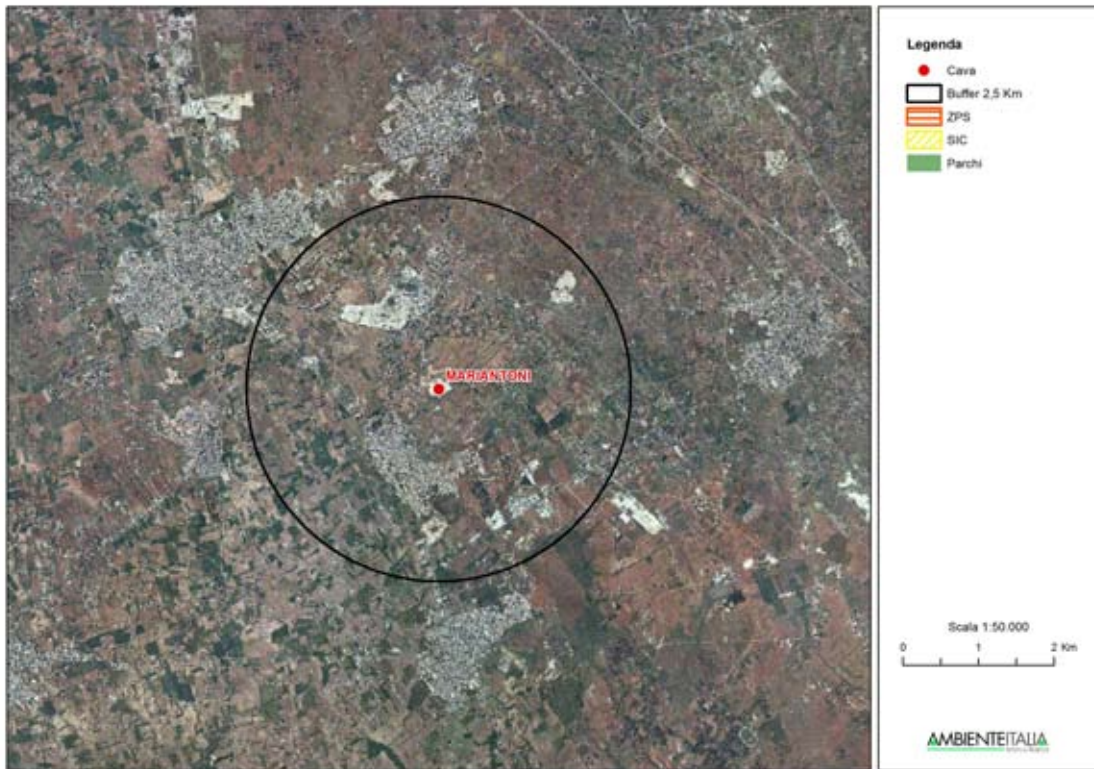 MARIANTONI
Legenda
Cava
Buffer 2,5 Km
ZPS
SIC
Parchi
Scala 1:50.000
0 1 2 Km
AMBIENTEITALIA